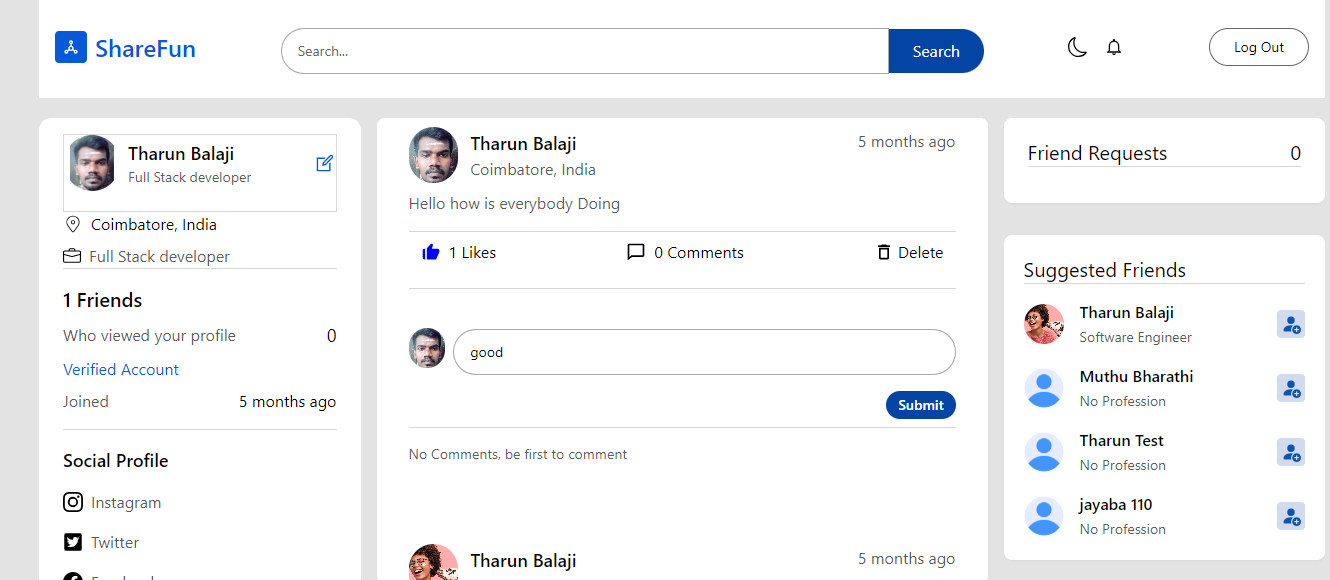 ShareFun
Search...
Search
Log Out
Tharun Balaji
Full Stack developer
Coimbatore, India
Full Stack developer
1 Friends
Who viewed your profile 0
Verified Account
Joined 5 months ago
Social Profile
Instagram
Twitter
Tharun Balaji 5 months ago
Coimbatore, India
Hello how is everybody Doing
1 Likes 0 Comments Delete
good
Submit
No Comments, be first to comment
Tharun Balaji 5 months ago
Friend Requests 0
Suggested Friends
Tharun Balaji
Software Engineer
Muthu Bharathi
No Profession
Tharun Test
No Profession
jayaba 110
No Profession